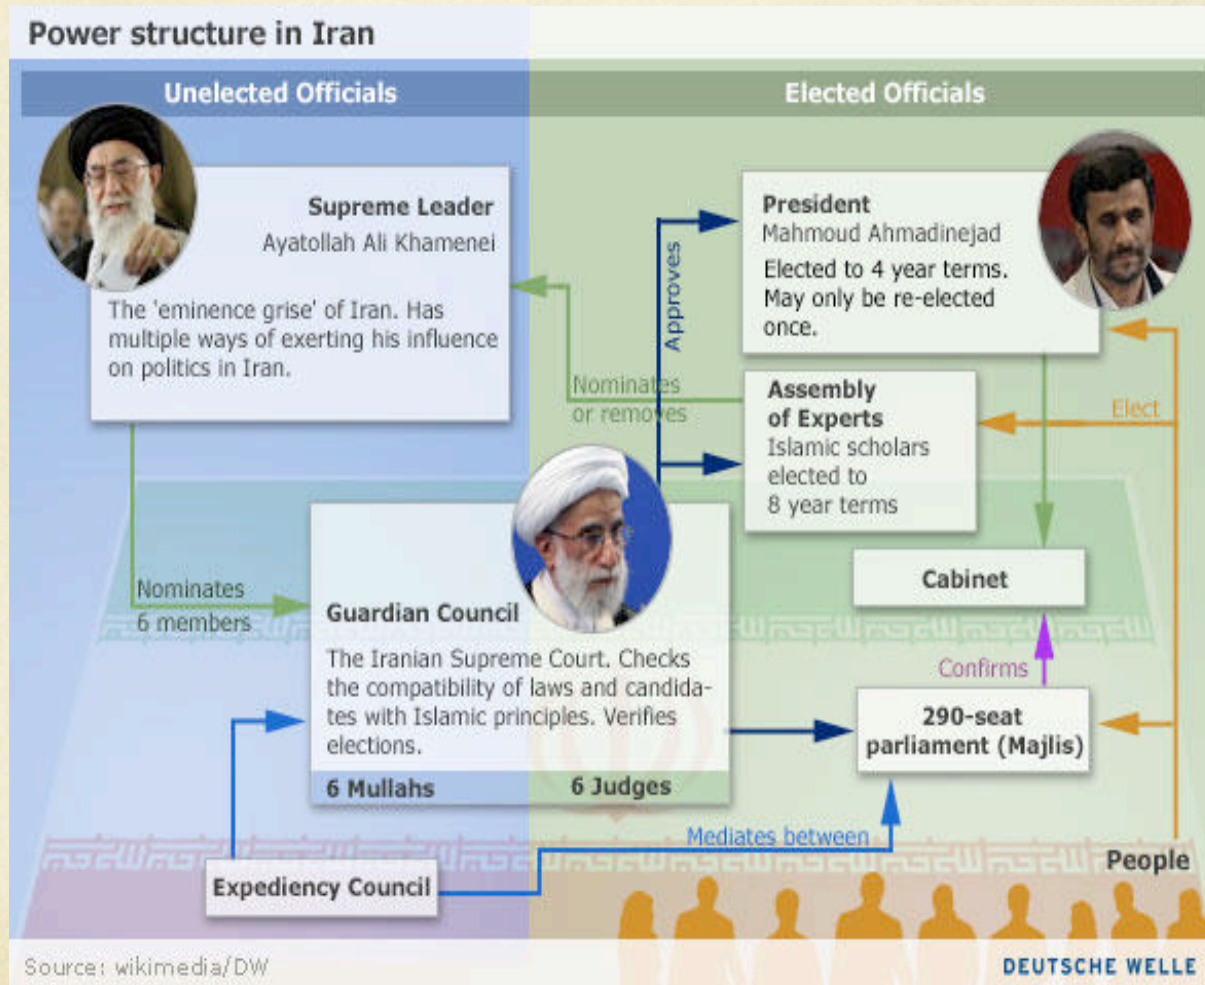 Power structure in Iran
Unelected Officials
Elected Officials
Supreme Leader
Ayatollah Ali Khamenei
The 'eminence grise' of Iran. Has
multiple ways of exerting his influence
on politics in Iran.
Approves
President
Mahmoud Ahmadinejad
Elected to 4 year terms.
May only be re-elected
once.
Nominates
or removes
Assembly
of Experts
Islamic scholars
elected to
8 year terms
Elect
Nominates
6 members
Guardian Council
The Iranian Supreme Court. Checks
the compatibility of laws and candida-
tes with Islamic principles. Verifies
elections.
6 Mullahs
6 Judges
Cabinet
Confirms
290-seat
parliament (Majlis)
Mediates between
Expediency Council
People
Source: wikimedia/DW
DEUTSCHE WELLE